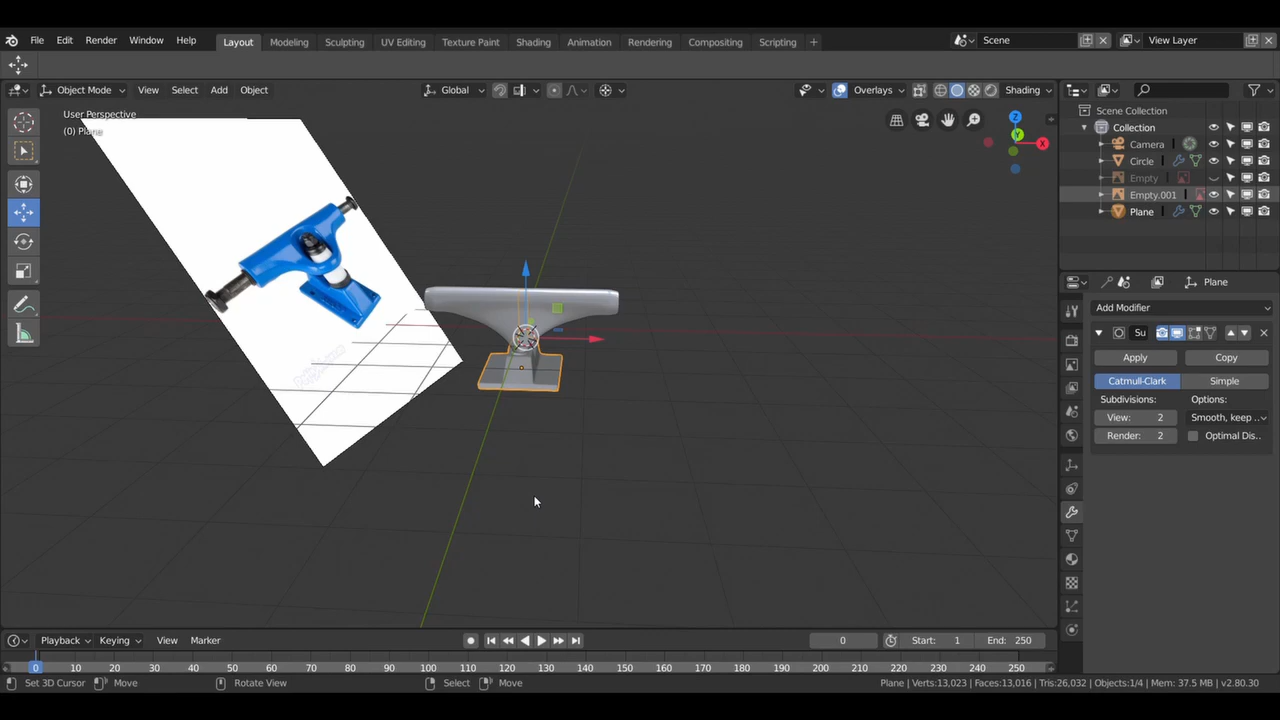 File Edit Render Window Help Layout Modeling Sculpting UV Editing Texture Paint Shading Animation Rendering Compositing Scripting + Scene View Layer
Object Mode View Select Add Object Global Overlays Shading
User Perspective
(0) Plane
Z
Y
X
Scene Collection
Collection
Camera
Circle
Empty
Empty.001
Plane
Plane
Add Modifier
Su
Apply Copy
Catmull-Clark Simple
Subdivisions: Options:
View: 2 Smooth, keep ..
Render: 2 Optimal Dis..
Playback Keying View Marker 0 Start: 1 End: 250
0 10 20 30 40 50 60 70 80 90 100 110 120 130 140 150 160 170 180 190 200 210 220 230 240 250
Set 3D Cursor Move Rotate View Select Move Plane | Verts:13,023 | Faces:13,016 | Tris:26,032 | Objects:1/4 | Mem: 37.5 MB | v2.80.30